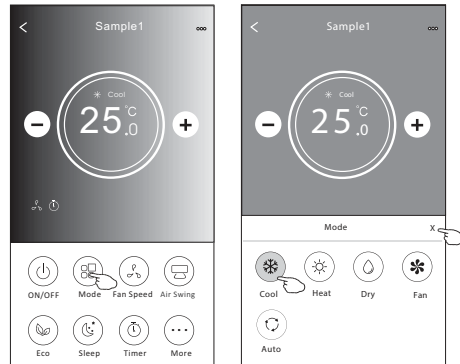 Sample1
Cool
25.0°C
ON/OFF Mode Fan Speed Air Swing
Eco Sleep Timer More
Sample1
Cool
25.0°C
Mode X
Cool Heat Dry Fan
Auto